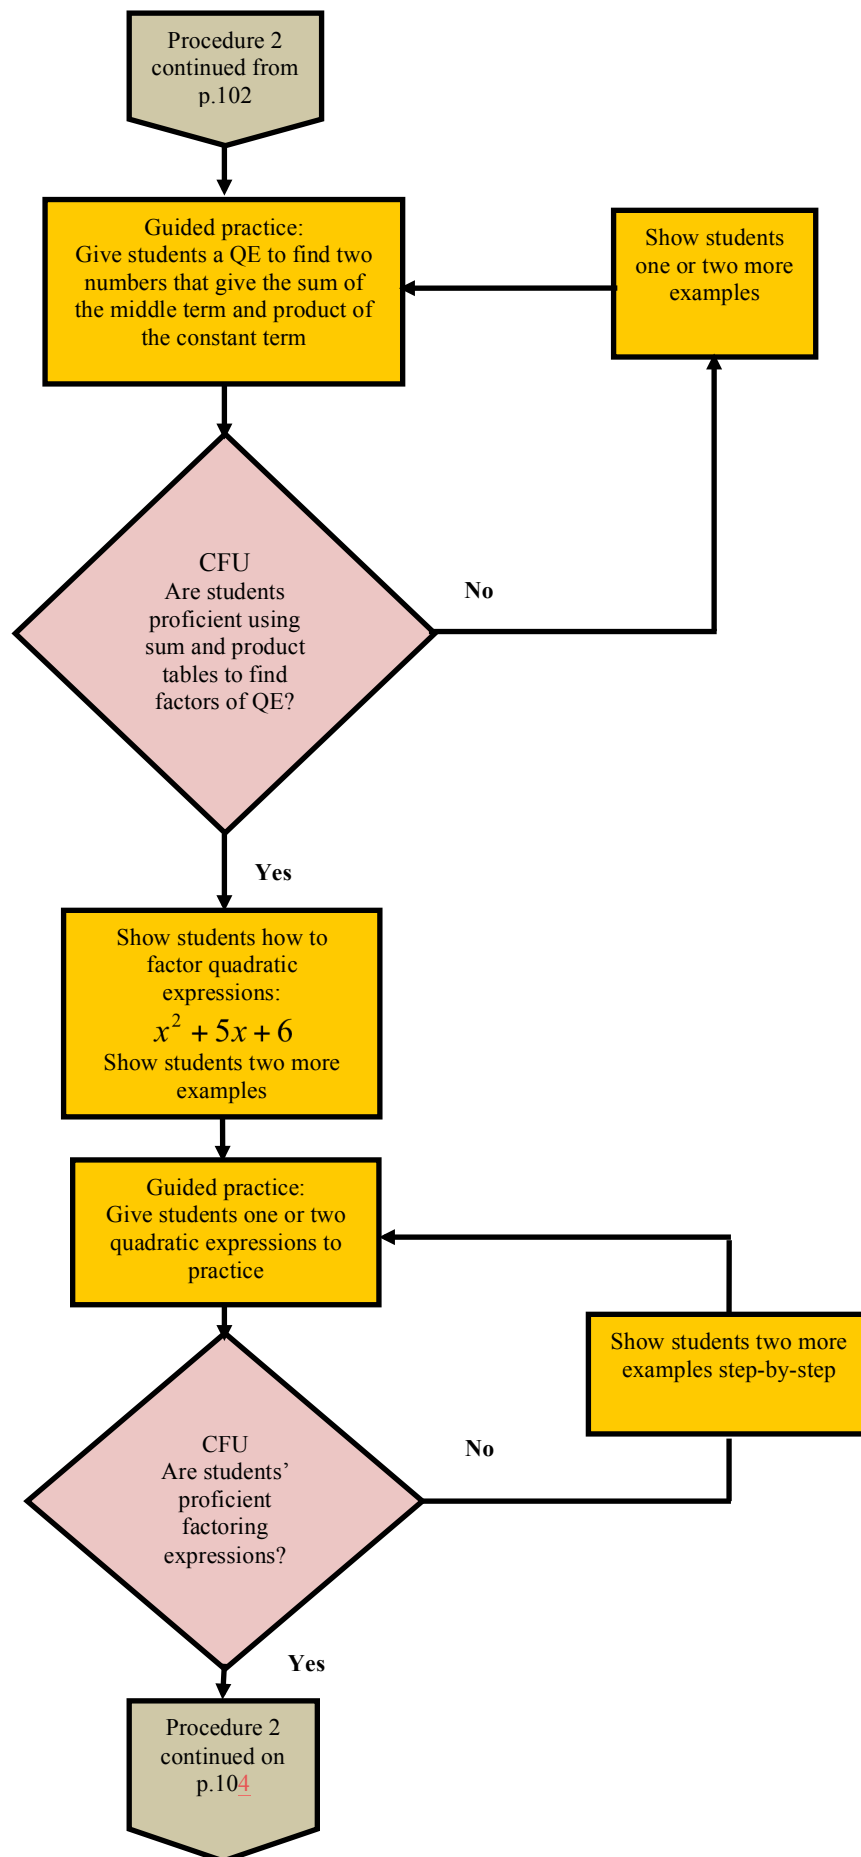 Procedure 2
continued from
p.102
Guided practice:
Give students a QE to find two
numbers that give the sum of
the middle term and product of
the constant term
Show students
one or two more
examples
CFU
Are students
proficient using
sum and product
tables to find
factors of QE?
No
Yes
Show students how to
factor quadratic
expressions:
x² + 5x + 6
Show students two more
examples
Guided practice:
Give students one or two
quadratic expressions to
practice
Show students two more
examples step-by-step
CFU
Are students’
proficient
factoring
expressions?
No
Yes
Procedure 2
continued on
p.104